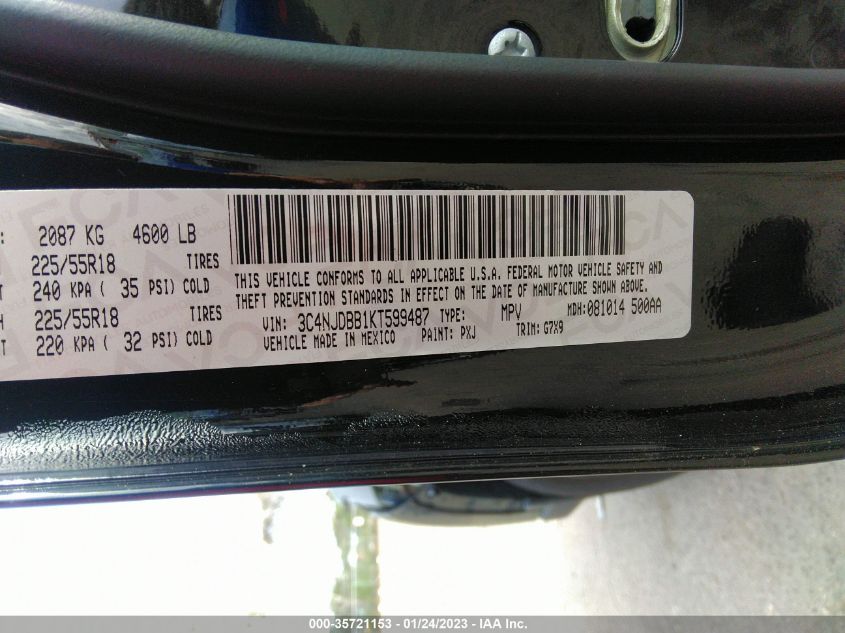 : 2087 KG 4600 LB
225/55R18 TIRES
T 240 KPA ( 35 PSI) COLD
H 225/55R18 TIRES
T 220 KPA ( 32 PSI) COLD
THIS VEHICLE CONFORMS TO ALL APPLICABLE U.S.A. FEDERAL MOTOR VEHICLE SAFETY AND
THEFT PREVENTION STANDARDS IN EFFECT ON THE DATE OF MANUFACTURE SHOWN ABOVE.
VIN: 3C4NJDBB1KT599487 TYPE: MPV MDH:081014 500AA
VEHICLE MADE IN MEXICO PAINT: PXJ TRIM: G7X9
000-35721153 - 01/24/2023 - IAA Inc.